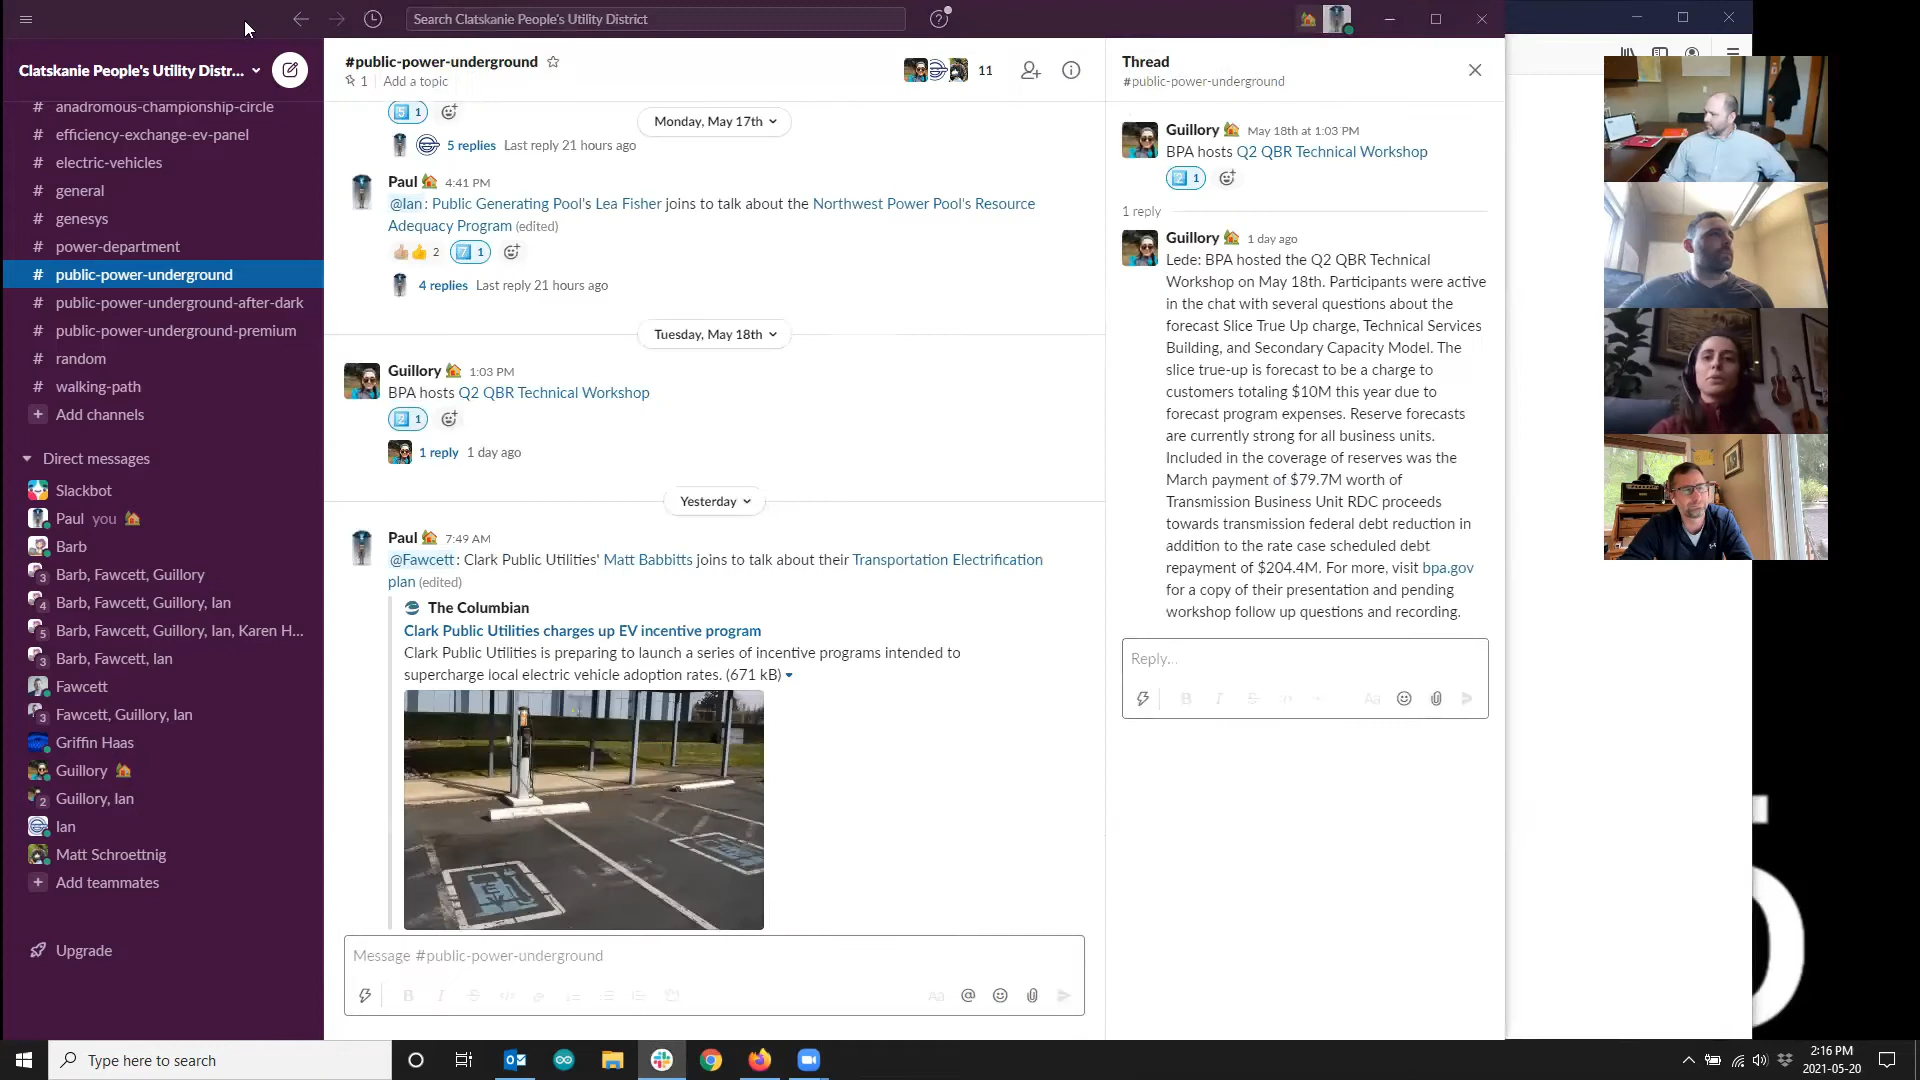 Search Clatskanie People's Utility District
Clatskanie People's Utility Distr...
# anadromous-championship-circle
# efficiency-exchange-ev-panel
# electric-vehicles
# general
# genesys
# power-department
# public-power-underground
# public-power-underground-after-dark
# public-power-underground-premium
# random
# walking-path
+ Add channels
Direct messages
Slackbot
Paul you
Barb
3 Barb, Fawcett, Guillory
4 Barb, Fawcett, Guillory, Ian
5 Barb, Fawcett, Guillory, Ian, Karen H...
3 Barb, Fawcett, Ian
Fawcett
3 Fawcett, Guillory, Ian
Griffin Haas
Guillory
2 Guillory, Ian
Ian
Matt Schroettnig
+ Add teammates
Upgrade
#public-power-underground
1 Add a topic
11
5 1
Monday, May 17th
5 replies Last reply 21 hours ago
Paul 4:41 PM
@Ian: Public Generating Pool's Lea Fisher joins to talk about the Northwest Power Pool's Resource
Adequacy Program (edited)
2 7 1
4 replies Last reply 21 hours ago
Tuesday, May 18th
Guillory 1:03 PM
BPA hosts Q2 QBR Technical Workshop
2 1
1 reply 1 day ago
Yesterday
Paul 7:49 AM
@Fawcett: Clark Public Utilities' Matt Babbitts joins to talk about their Transportation Electrification
plan (edited)
The Columbian
Clark Public Utilities charges up EV incentive program
Clark Public Utilities is preparing to launch a series of incentive programs intended to
supercharge local electric vehicle adoption rates. (671 kB)
Message #public-power-underground
B I S
Aa @
Thread
#public-power-underground
Guillory May 18th at 1:03 PM
BPA hosts Q2 QBR Technical Workshop
2 1
1 reply
Guillory 1 day ago
Lede: BPA hosted the Q2 QBR Technical
Workshop on May 18th. Participants were active
in the chat with several questions about the
forecast Slice True Up charge, Technical Services
Building, and Secondary Capacity Model. The
slice true-up is forecast to be a charge to
customers totaling $10M this year due to
forecast program expenses. Reserve forecasts
are currently strong for all business units.
Included in the coverage of reserves was the
March payment of $79.7M worth of
Transmission Business Unit RDC proceeds
towards transmission federal debt reduction in
addition to the rate case scheduled debt
repayment of $204.4M. For more, visit bpa.gov
for a copy of their presentation and pending
workshop follow up questions and recording.
Reply...
B I S
Aa
Type here to search
2:16 PM
2021-05-20